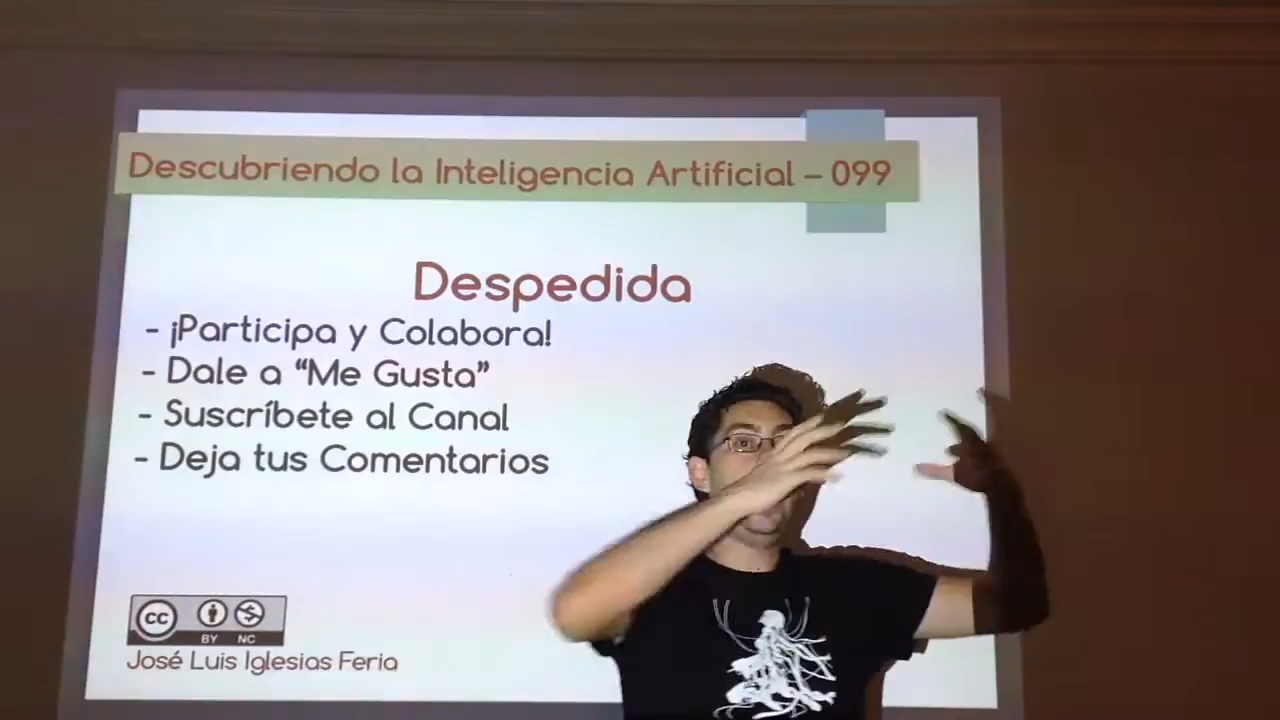 Descubriendo la Inteligencia Artificial – 099
Despedida
- ¡Participa y Colabora!
- Dale a “Me Gusta”
- Suscríbete al Canal
- Deja tus Comentarios
cc
BY NC
José Luis Iglesias Feria